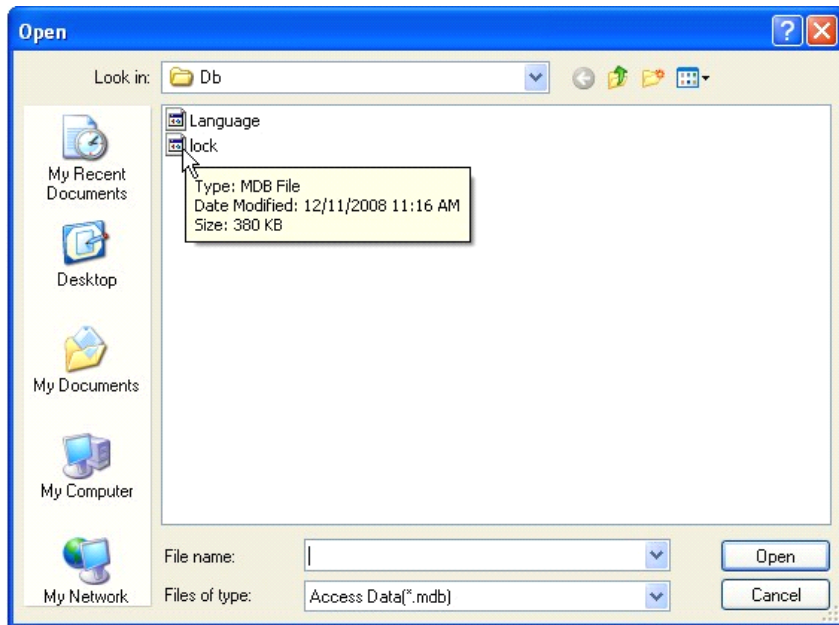 Open
Look in: Db
Language
lock
Type: MDB File
Date Modified: 12/11/2008 11:16 AM
Size: 380 KB
My Recent
Documents
Desktop
My Documents
My Computer
My Network
File name:
Open
Files of type: Access Data(*.mdb)
Cancel